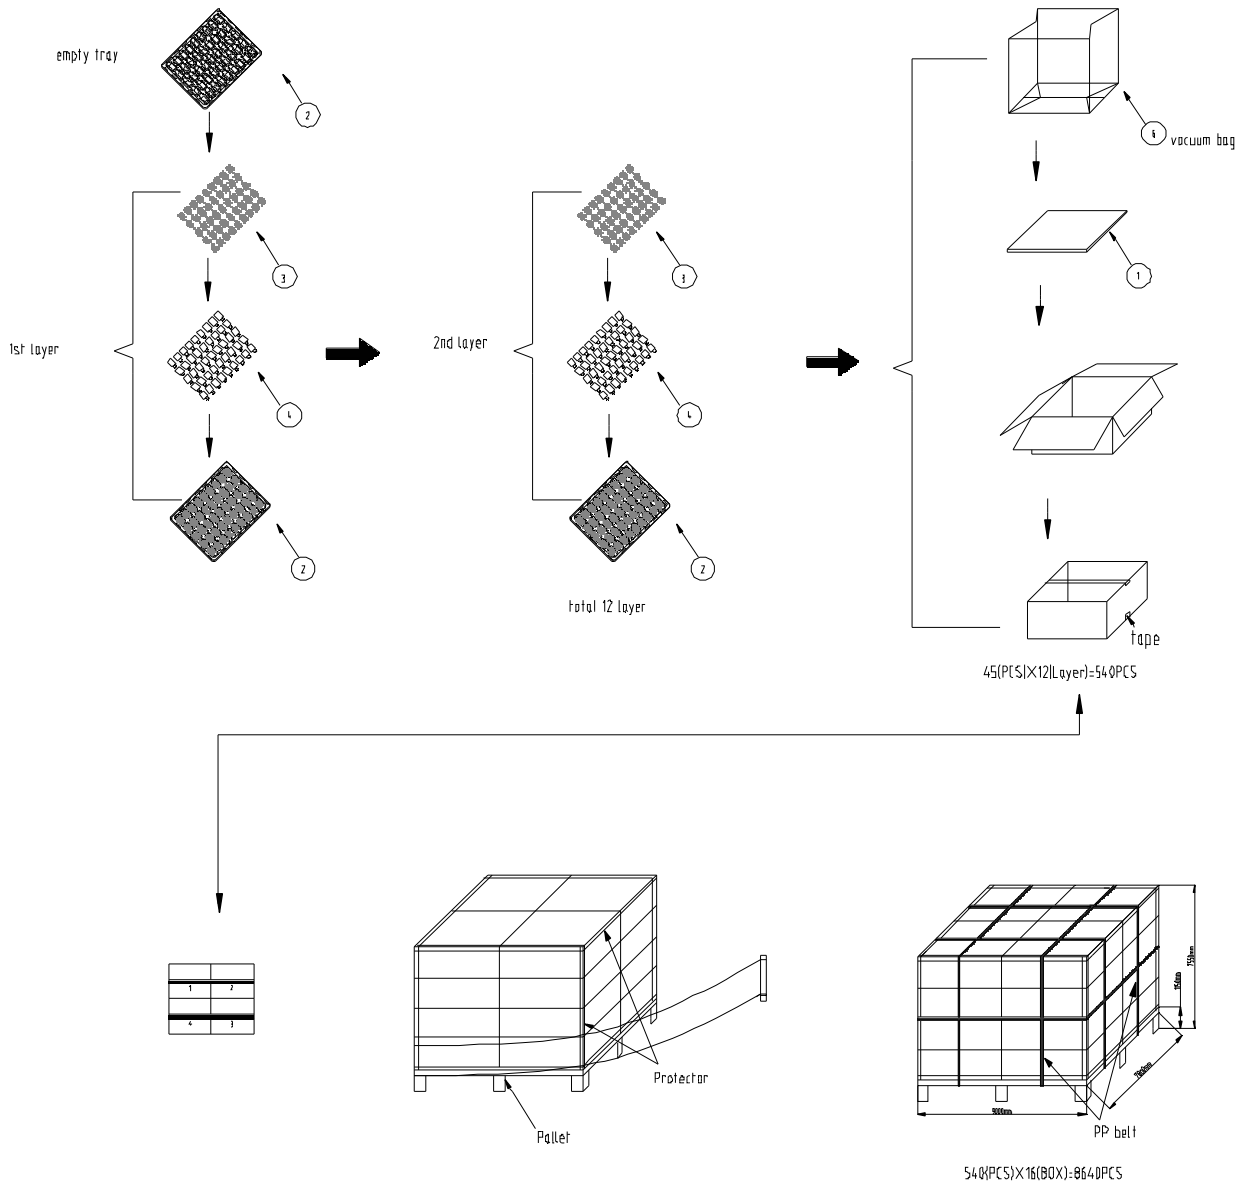 empty tray
2
6
vacuum bag
3
3
1
1st layer
2nd layer
4
4
2
2
total 12 layer
tape
45(PCS)X12(Layer)=540PCS
1 2
4 3
Protector
Pallet
PP belt
540(PCS)X16(BOX)=8640PCS